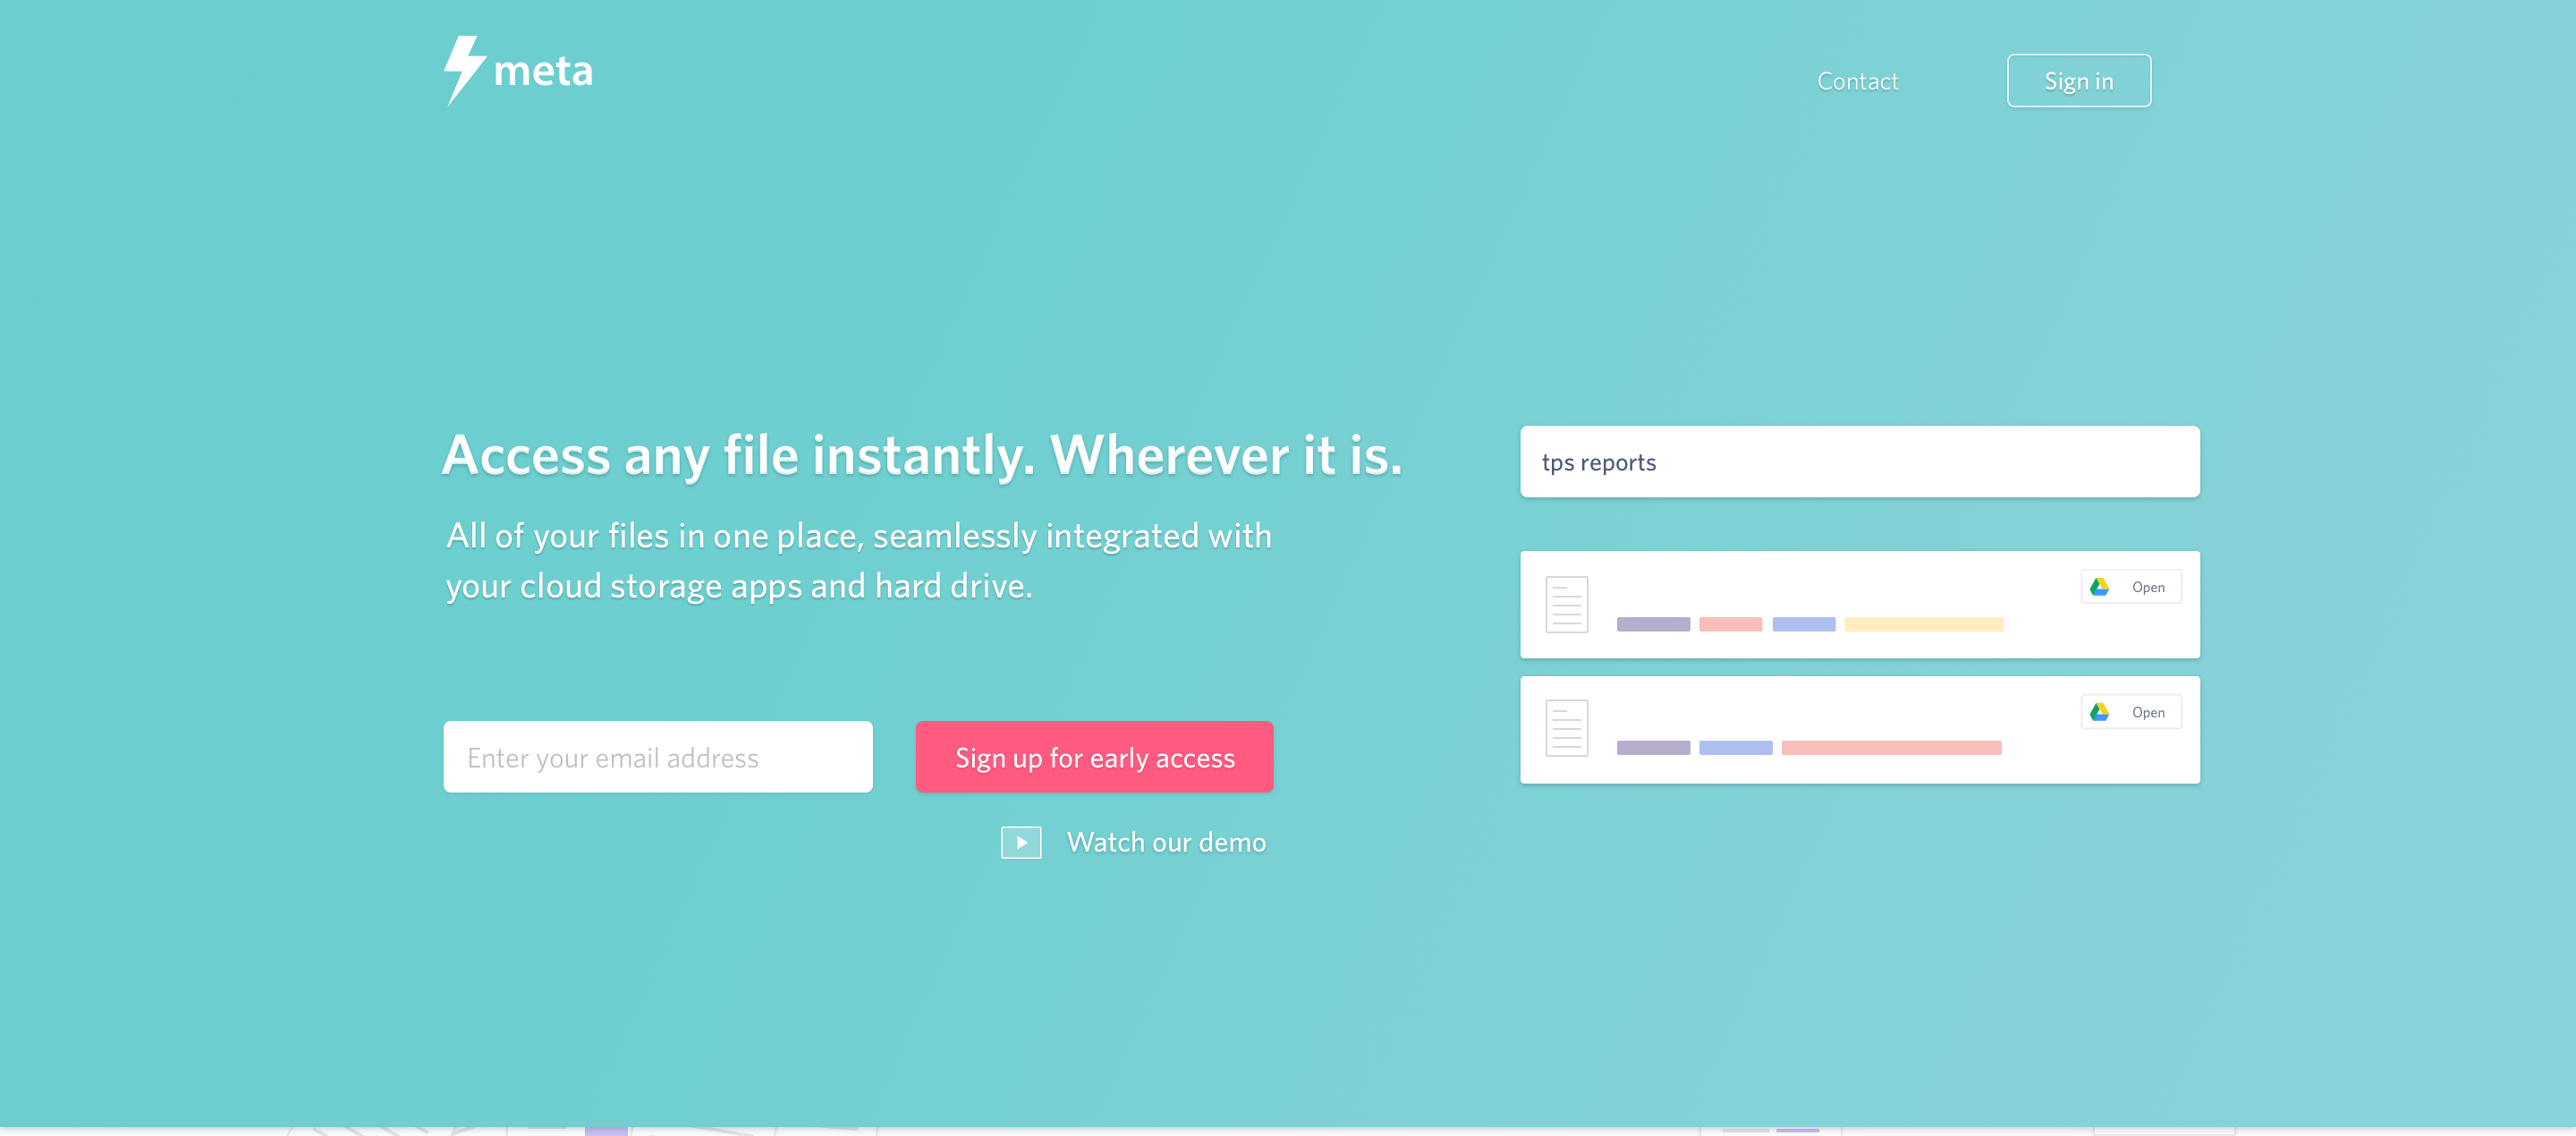 meta
Contact
Sign in
Access any file instantly. Wherever it is.
All of your files in one place, seamlessly integrated with
your cloud storage apps and hard drive.
Enter your email address
Sign up for early access
Watch our demo
tps reports
Open
Open